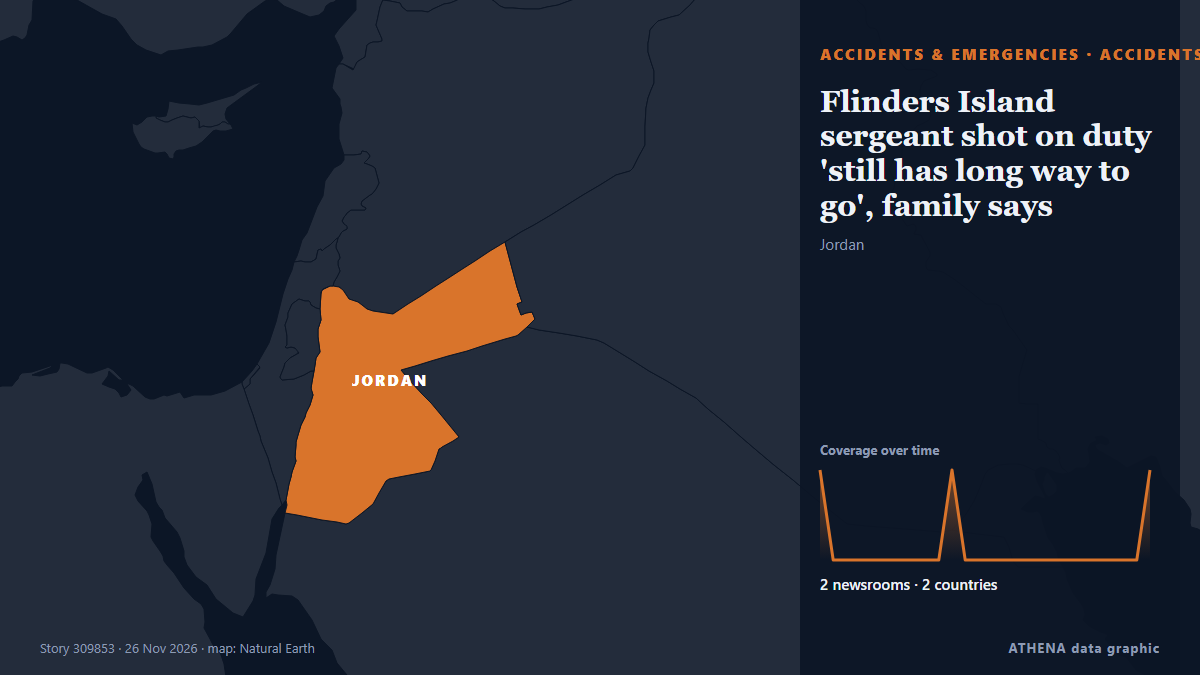 ACCIDENTS & EMERGENCIES · ACCIDENTS
Flinders Island
sergeant shot on duty
'still has long way to
go', family says
Jordan
JORDAN
Coverage over time
2 newsrooms · 2 countries
Story 309853 · 26 Nov 2026 · map: Natural Earth
ATHENA data graphic